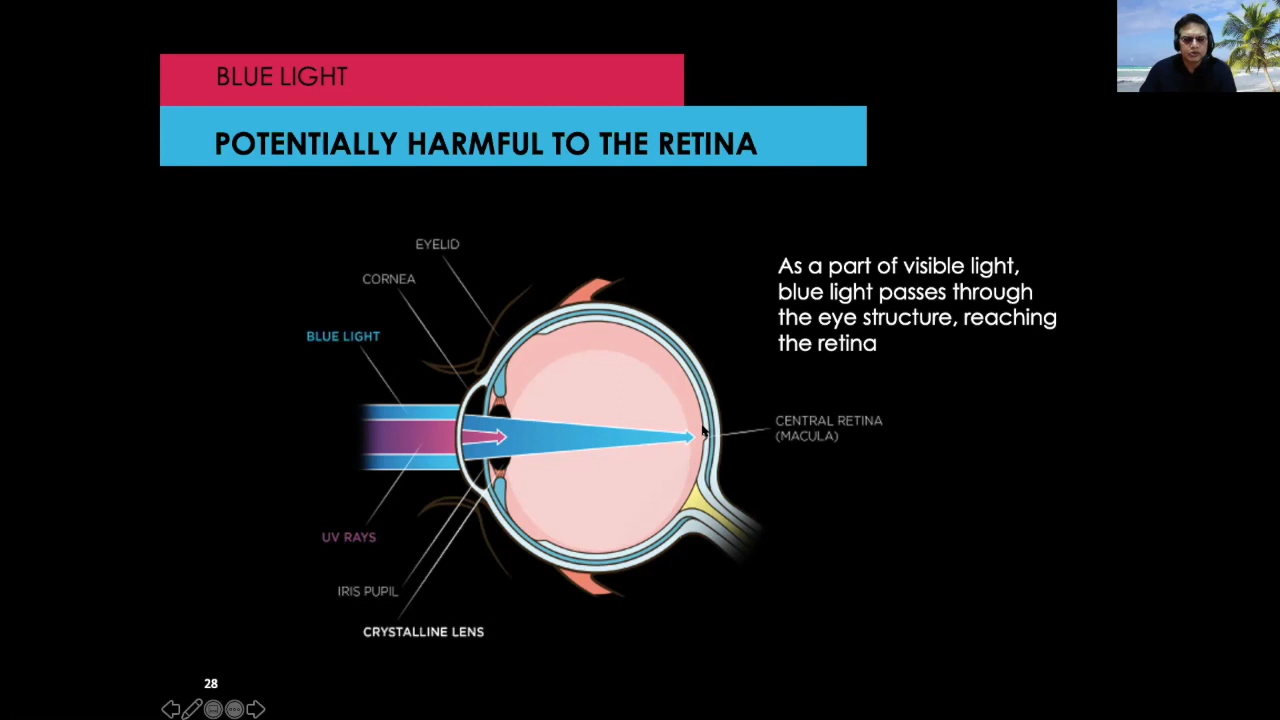 BLUE LIGHT
POTENTIALLY HARMFUL TO THE RETINA
EYELID
CORNEA
BLUE LIGHT
As a part of visible light,
blue light passes through
the eye structure, reaching
the retina
CENTRAL RETINA
(MACULA)
UV RAYS
IRIS PUPIL
CRYSTALLINE LENS
28